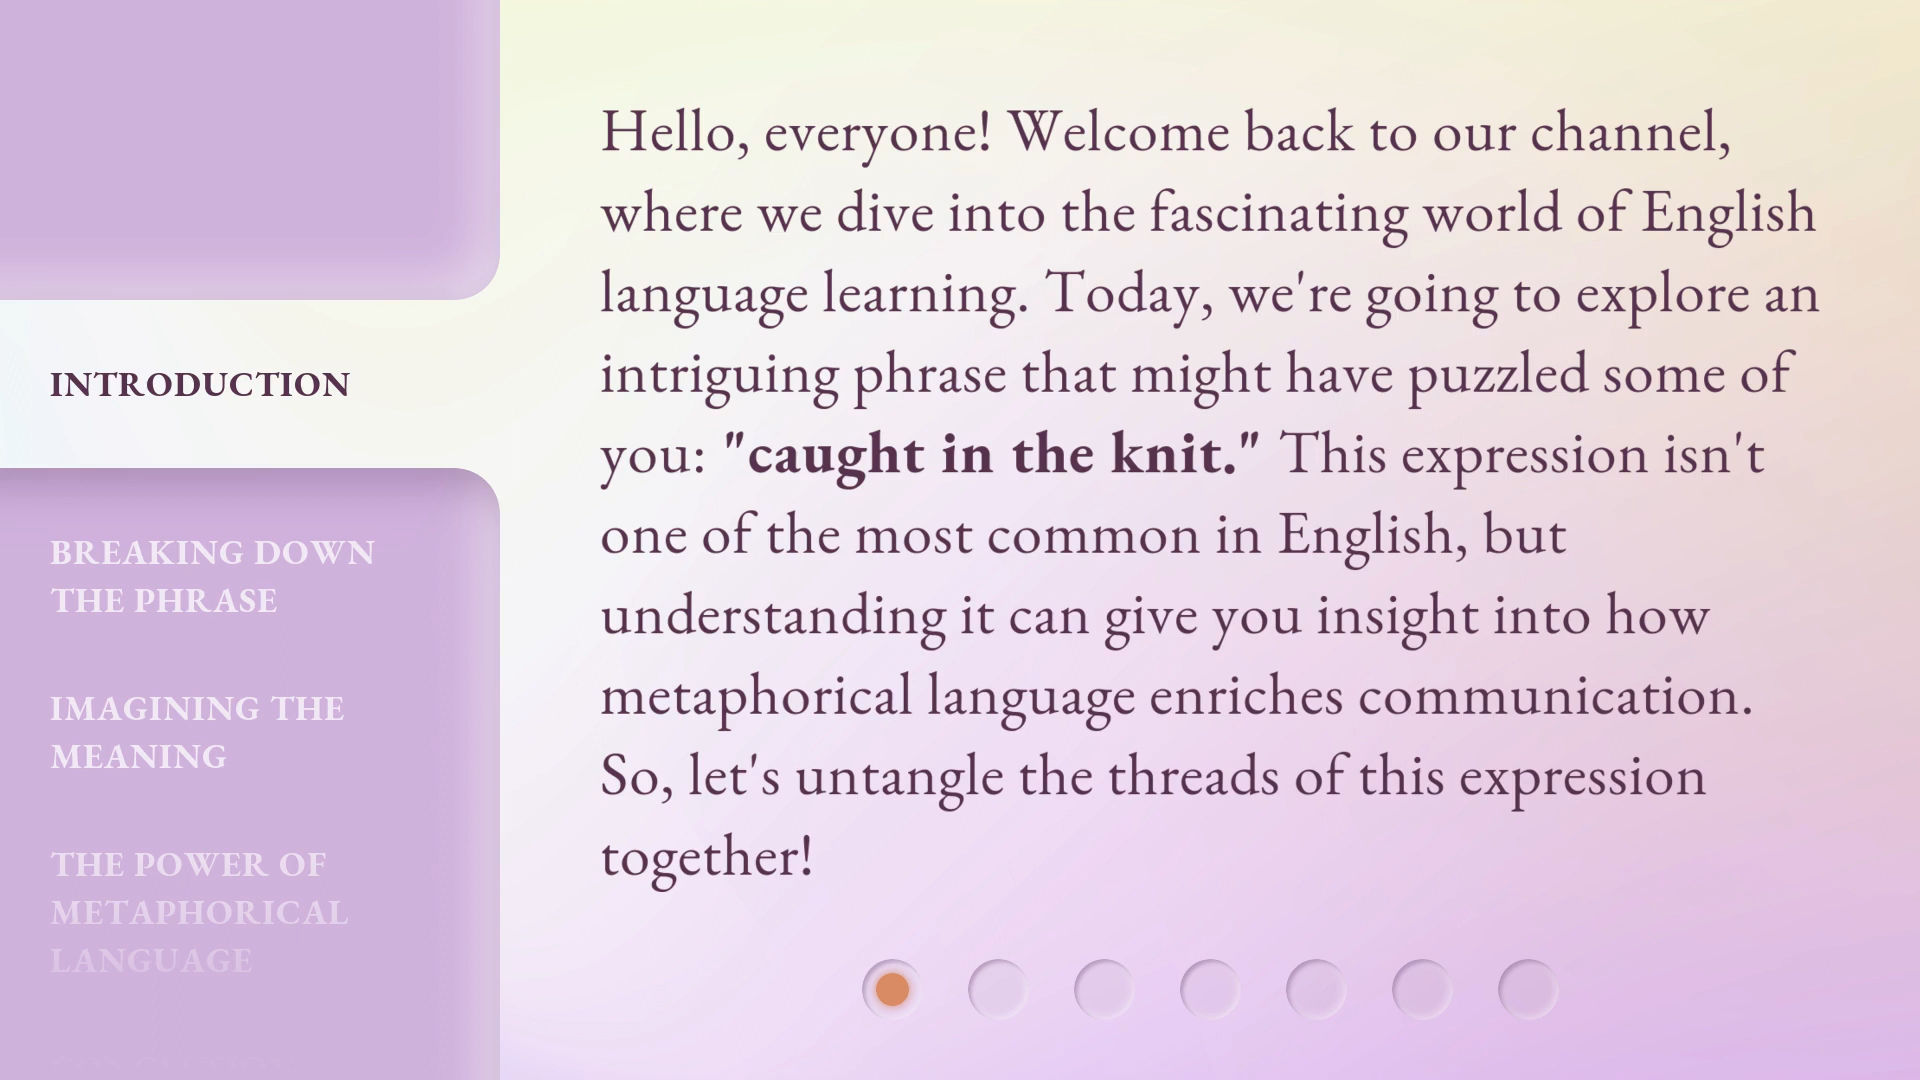 INTRODUCTION
BREAKING DOWN
THE PHRASE
IMAGINING THE
MEANING
THE POWER OF
METAPHORICAL
LANGUAGE
Hello, everyone! Welcome back to our channel,
where we dive into the fascinating world of English
language learning. Today, we're going to explore an
intriguing phrase that might have puzzled some of
you: "caught in the knit." This expression isn't
one of the most common in English, but
understanding it can give you insight into how
metaphorical language enriches communication.
So, let's untangle the threads of this expression
together!